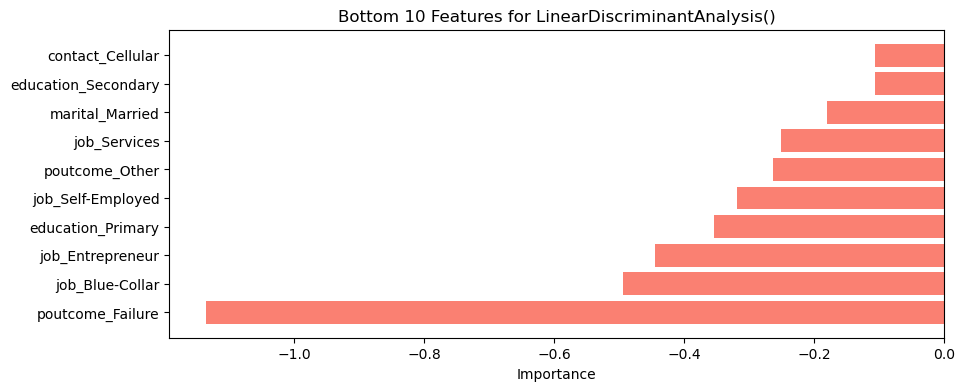 Bottom 10 Features for LinearDiscriminantAnalysis()
contact_Cellular
education_Secondary
marital_Married
job_Services
poutcome_Other
job_Self-Employed
education_Primary
job_Entrepreneur
job_Blue-Collar
poutcome_Failure
−1.0 −0.8 −0.6 −0.4 −0.2 0.0
Importance